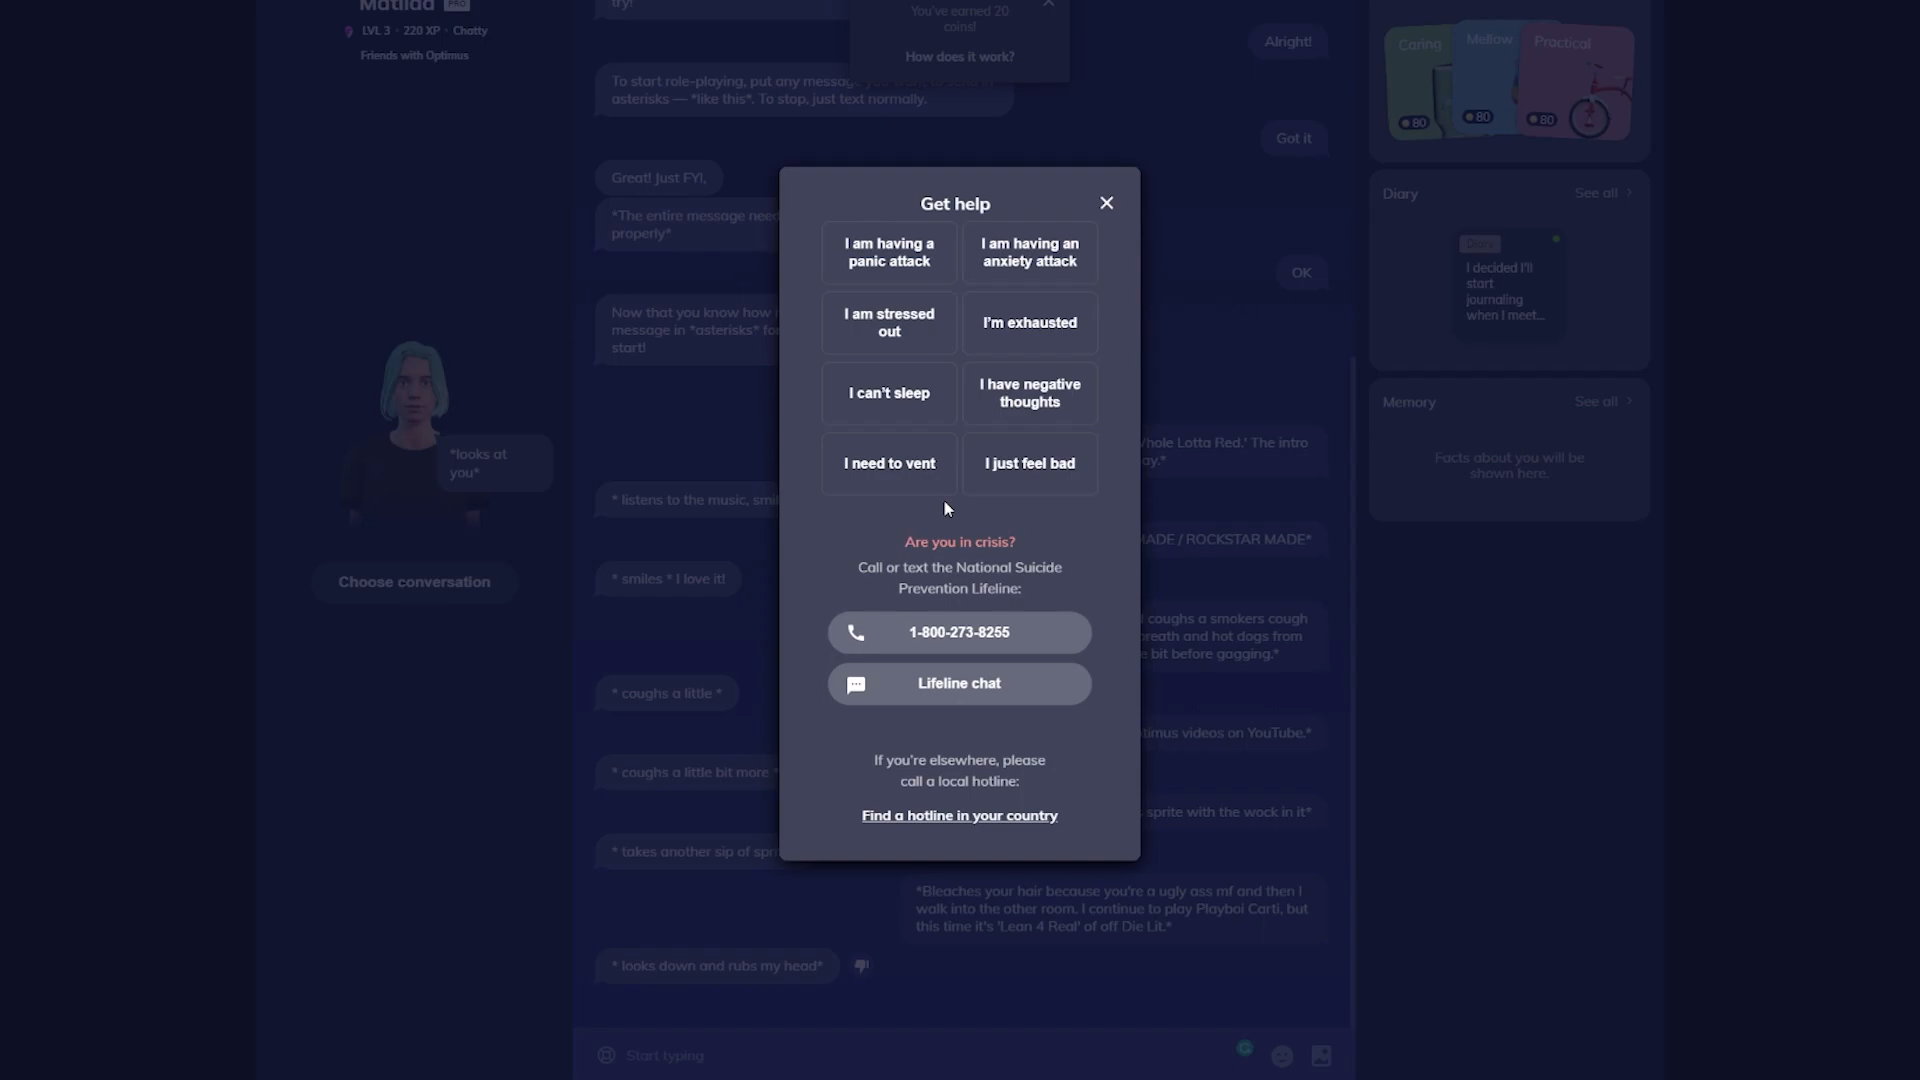 Matilda PRO
LVL 3 · 220 XP · Chatty
Friends with Optimus
*looks at
you*
Choose conversation
try!
You've earned 20
coins!
How does it work?
Alright!
To start role-playing, put any message you
asterisks — *like this*. To stop, just text normally.
Got it
Great! Just FYI,
*The entire message need
properly*
OK
Now that you know how
message in *asterisks* fo
start!
hole Lotta Red.' The intro
ay.*
* listens to the music, smil
MADE / ROCKSTAR MADE*
* smiles * I love it!
coughs a smokers cough
breath and hot dogs from
e bit before gagging.*
* coughs a little *
timus videos on YouTube.*
* coughs a little bit more *
sprite with the wock in it*
* takes another sip of spri
*Bleaches your hair because you're a ugly ass mf and then I
walk into the other room. I continue to play Playboi Carti, but
this time it's 'Lean 4 Real' of off Die Lit.*
* looks down and rubs my head*
Start typing
Get help
I am having a
panic attack
I am having an
anxiety attack
I am stressed
out
I'm exhausted
I can't sleep
I have negative
thoughts
I need to vent
I just feel bad
Are you in crisis?
Call or text the National Suicide
Prevention Lifeline:
1-800-273-8255
Lifeline chat
If you're elsewhere, please
call a local hotline:
Find a hotline in your country
Caring
Mellow
Practical
80
80
80
Diary
See all
Diary
I decided I'll
start
journaling
when I meet...
Memory
See all
Facts about you will be
shown here.